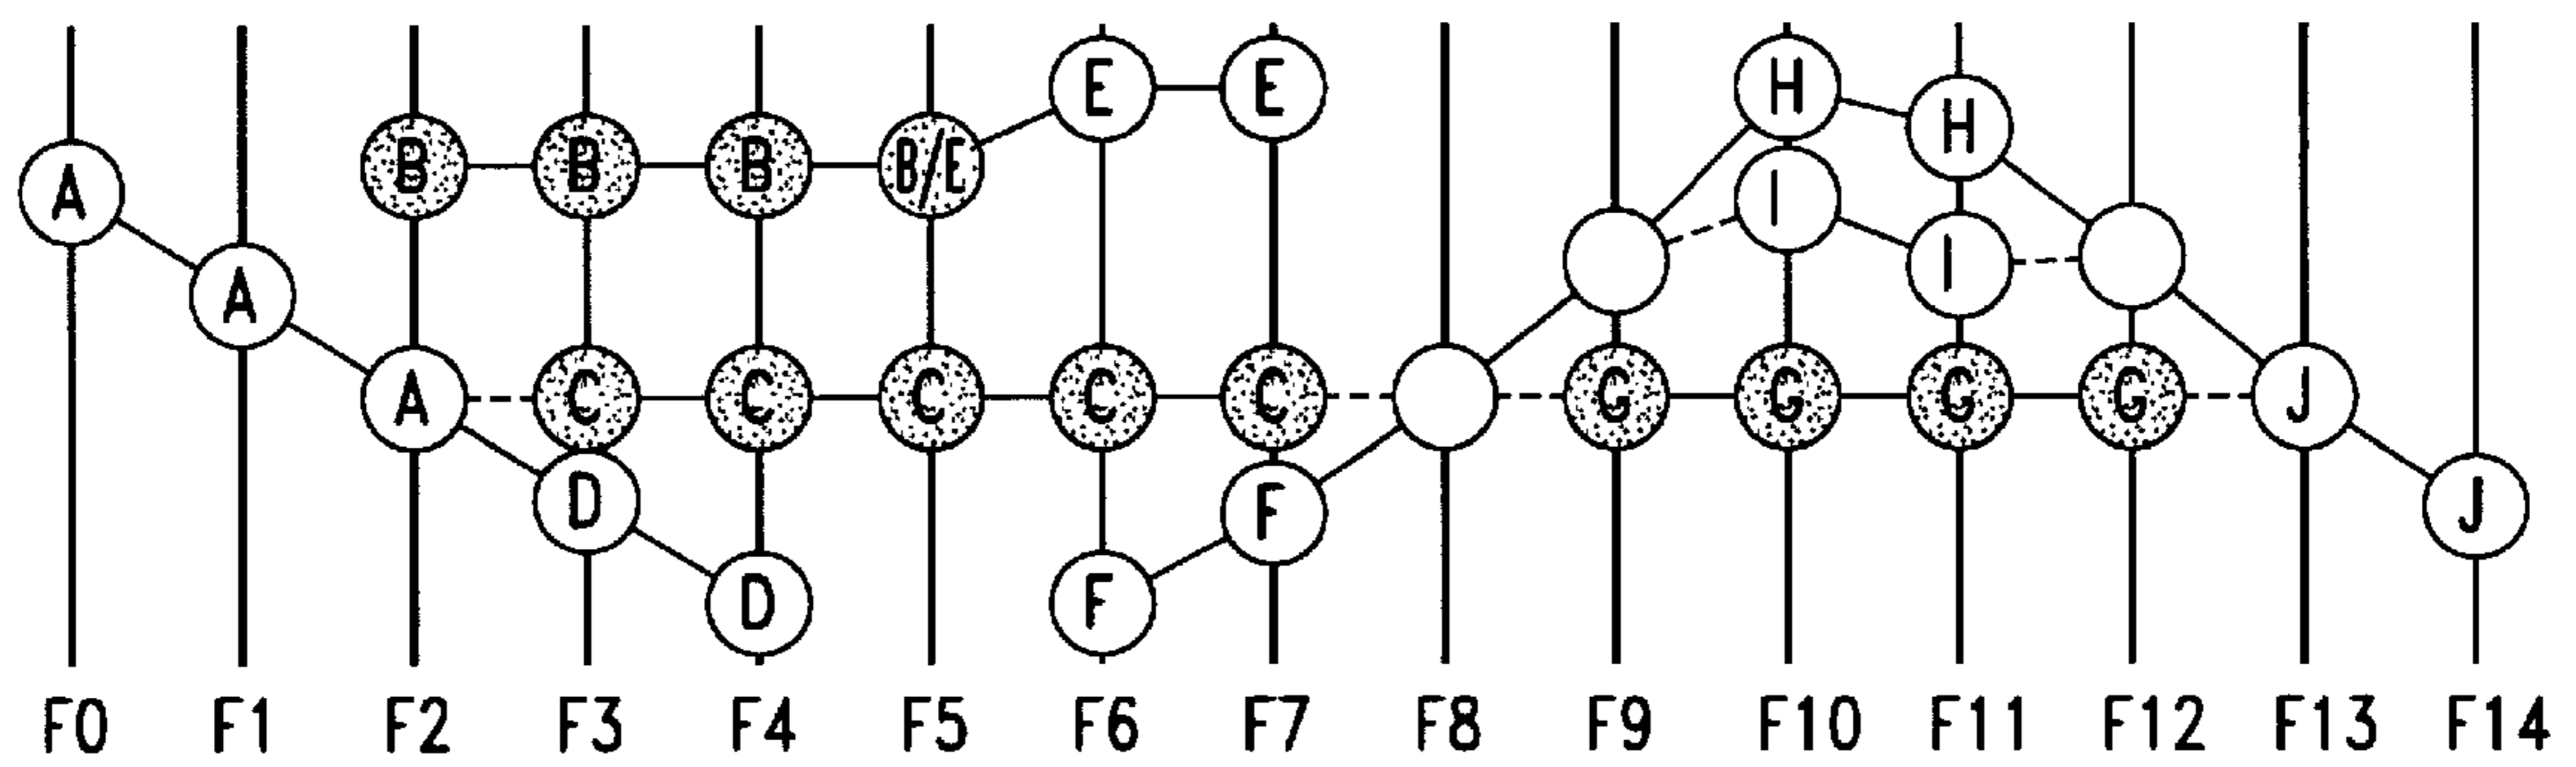 E E H
H
B B B B/E
A I
I
A
A C C C C C G G G G J
D F
J
D F
F0 F1 F2 F3 F4 F5 F6 F7 F8 F9 F10 F11 F12 F13 F14